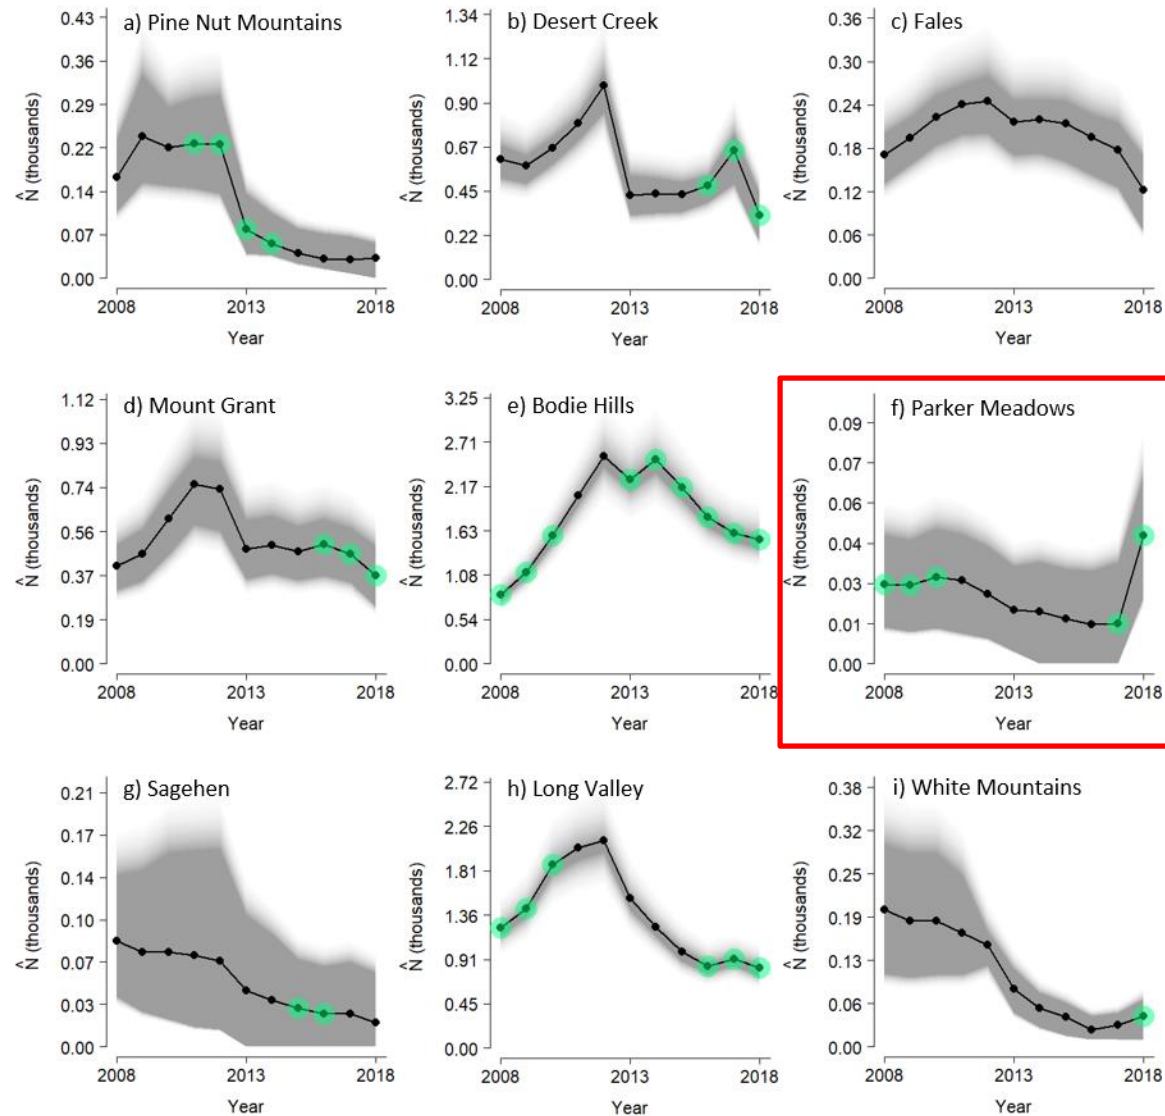 a) Pine Nut Mountains
0.43
0.36
0.29
0.22
0.14
0.07
0.00
N̂ (thousands)
2008 2013 2018
Year
b) Desert Creek
1.34
1.12
0.90
0.67
0.45
0.22
0.00
N̂ (thousands)
2008 2013 2018
Year
c) Fales
0.36
0.30
0.24
0.18
0.12
0.06
0.00
N̂ (thousands)
2008 2013 2018
Year
d) Mount Grant
1.12
0.93
0.74
0.56
0.37
0.19
0.00
N̂ (thousands)
2008 2013 2018
Year
e) Bodie Hills
3.25
2.71
2.17
1.63
1.08
0.54
0.00
N̂ (thousands)
2008 2013 2018
Year
f) Parker Meadows
0.09
0.07
0.06
0.04
0.03
0.01
0.00
N̂ (thousands)
2008 2013 2018
Year
g) Sagehen
0.21
0.17
0.14
0.10
0.07
0.03
0.00
N̂ (thousands)
2008 2013 2018
Year
h) Long Valley
2.72
2.26
1.81
1.36
0.91
0.45
0.00
N̂ (thousands)
2008 2013 2018
Year
i) White Mountains
0.38
0.32
0.25
0.19
0.13
0.06
0.00
N̂ (thousands)
2008 2013 2018
Year